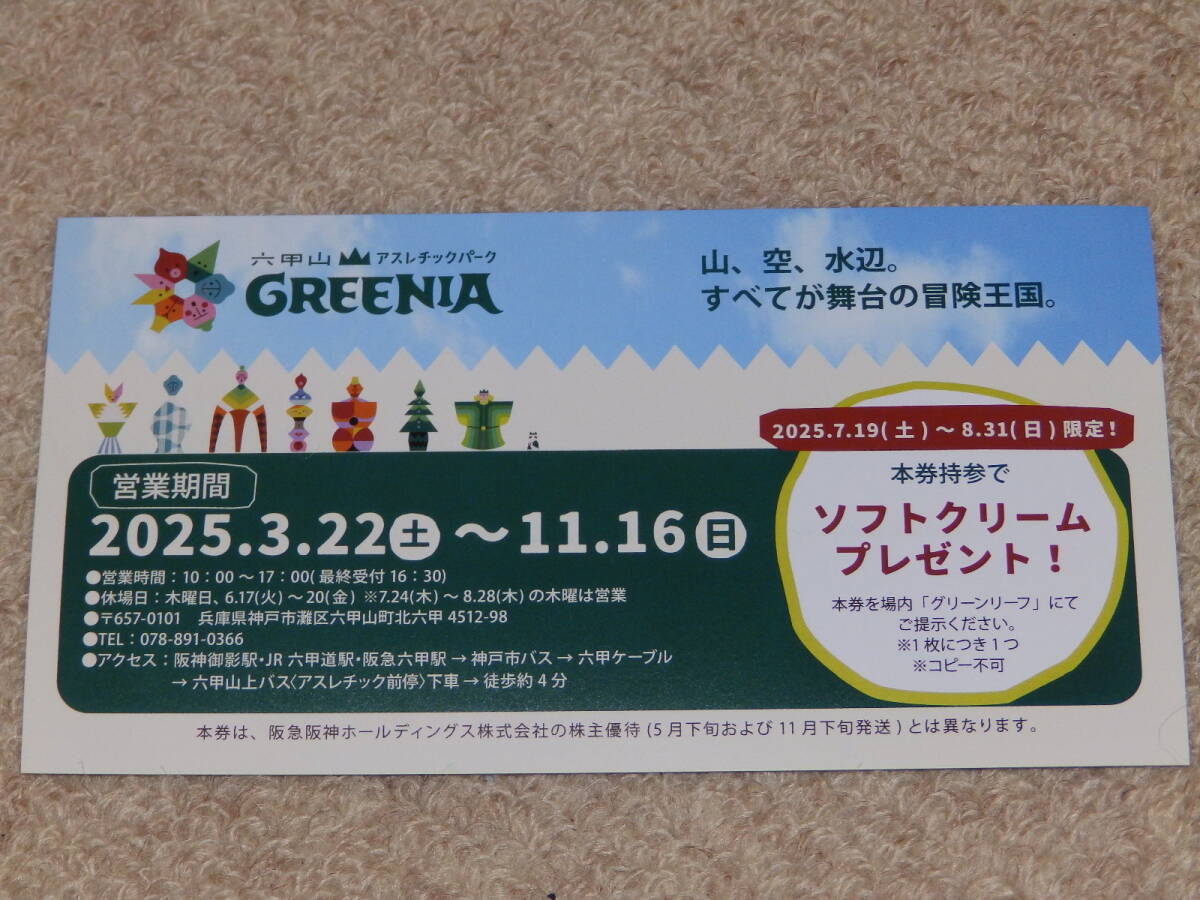 六甲山 アスレチックパーク
GREENIA
山、空、水辺。
すべてが舞台の冒険王国。
2025.7.19(土)～8.31(日)限定！
本券持参で
ソフトクリーム
プレゼント！
本券を場内「グリーンリーフ」にて
ご提示ください。
※1枚につき1つ
※コピー不可
営業期間
2025.3.22土～11.16日
●営業時間：10：00～17：00(最終受付16：30)
●休場日：木曜日、6.17(火)～20(金) ※7.24(木)～8.28(木)の木曜は営業
●〒657-0101 兵庫県神戸市灘区六甲山町北六甲4512-98
●TEL：078-891-0366
●アクセス：阪神御影駅・JR六甲道駅・阪急六甲駅→神戸市バス→六甲ケーブル
→六甲山上バス〈アスレチック前停〉下車→徒歩約4分
本券は、阪急阪神ホールディングス株式会社の株主優待(5月下旬および11月下旬発送)とは異なります。